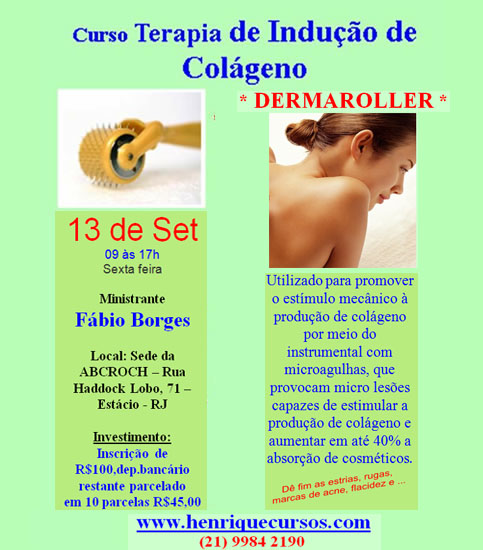 Curso Terapia de Indução de
Colágeno
* DERMAROLLER *
13 de Set
09 às 17h
Sexta feira
Ministrante
Fábio Borges
Local: Sede da
ABCROCH – Rua
Haddock Lobo, 71 –
Estácio - RJ
Investimento:
Inscrição de
R$100,dep.bancário
restante parcelado
em 10 parcelas R$45,00
Utilizado para promover
o estímulo mecânico à
produção de colágeno
por meio do
instrumental com
microagulhas, que
provocam micro lesões
capazes de estimular a
produção de colágeno e
aumentar em até 40% a
absorção de cosméticos.
Dê fim as estrias, rugas,
marcas de acne, flacidez e ...
www.henriquecursos.com
(21) 9984 2190